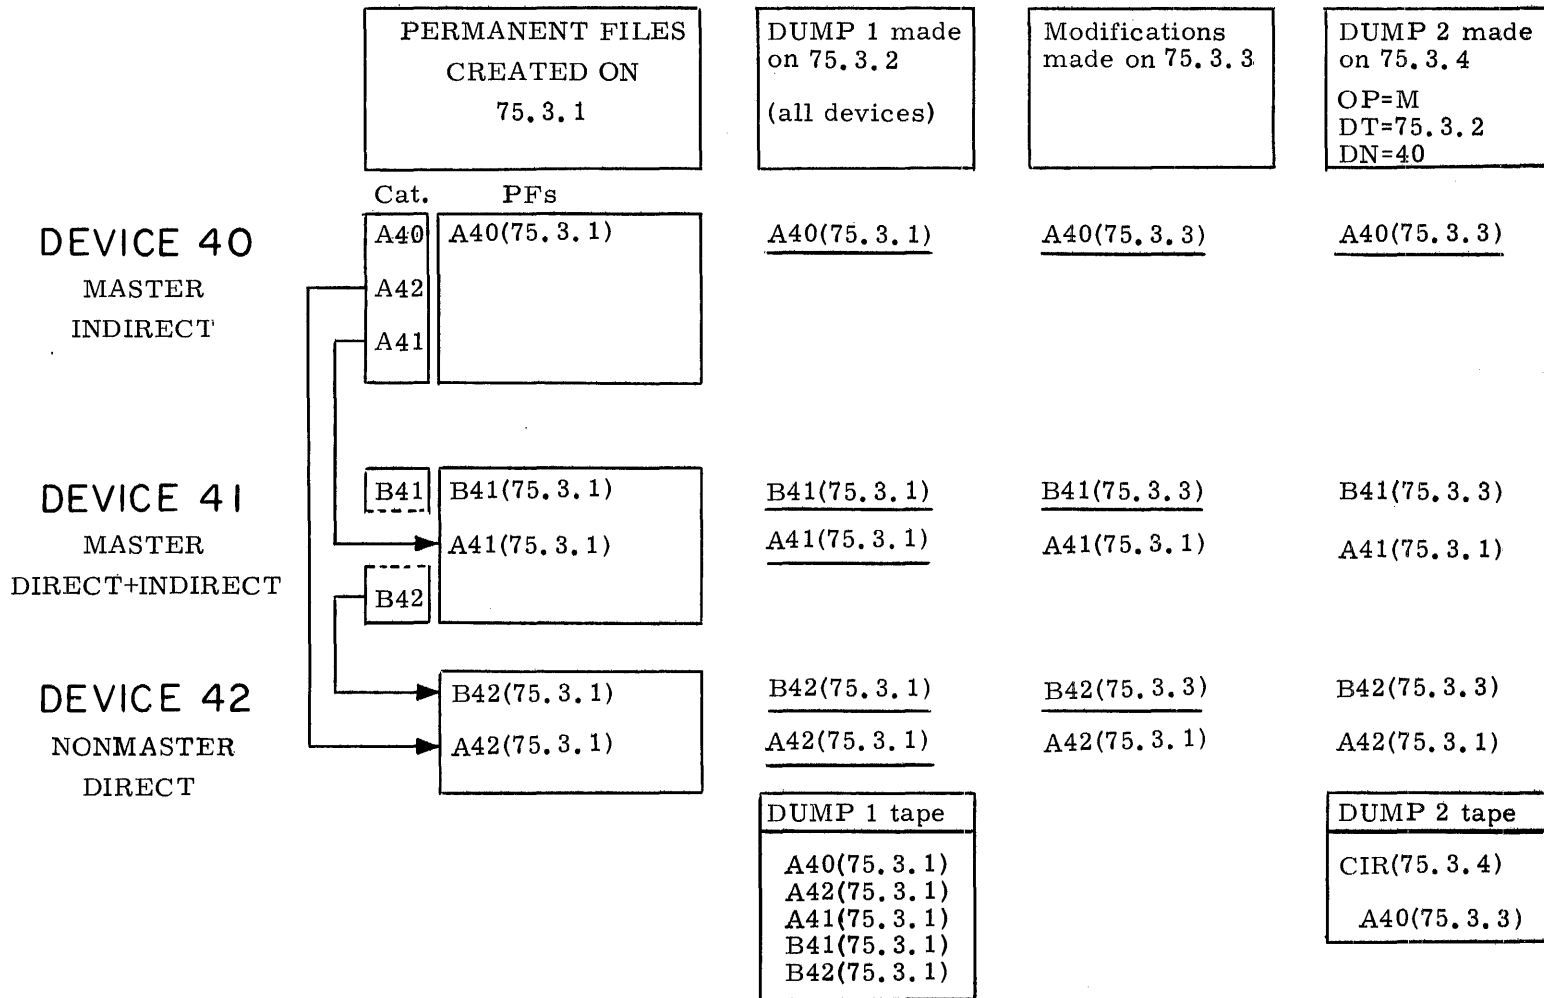 PERMANENT FILES
CREATED ON
75.3.1
DUMP 1 made
on 75.3.2
(all devices)
Modifications
made on 75.3.3
DUMP 2 made
on 75.3.4
OP=M
DT=75.3.2
DN=40
Cat. PFs
DEVICE 40
MASTER
INDIRECT
A40 A40(75.3.1) A40(75.3.1) A40(75.3.3) A40(75.3.3)
A42
A41
DEVICE 41
MASTER
DIRECT+INDIRECT
B41 B41(75.3.1) B41(75.3.1) B41(75.3.3) B41(75.3.3)
A41(75.3.1) A41(75.3.1) A41(75.3.1) A41(75.3.1)
B42
DEVICE 42
NONMASTER
DIRECT
B42(75.3.1) B42(75.3.1) B42(75.3.3) B42(75.3.3)
A42(75.3.1) A42(75.3.1) A42(75.3.1) A42(75.3.1)
DUMP 1 tape
A40(75.3.1)
A42(75.3.1)
A41(75.3.1)
B41(75.3.1)
B42(75.3.1)
DUMP 2 tape
CIR(75.3.4)
A40(75.3.3)